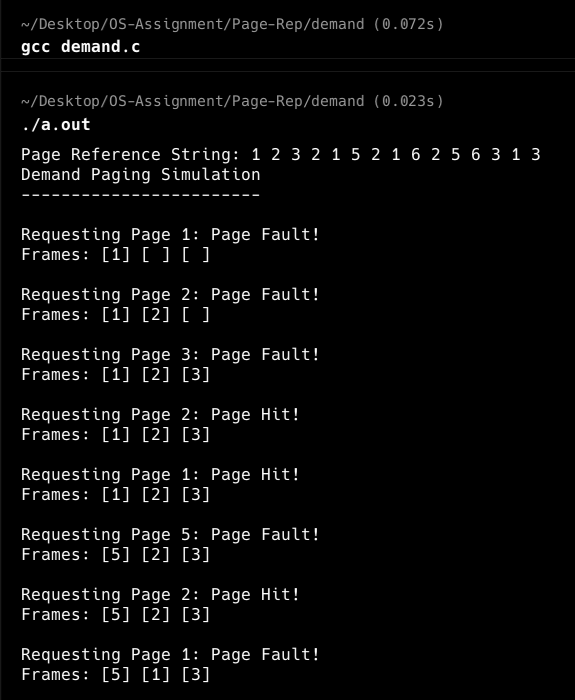 ~/Desktop/OS-Assignment/Page-Rep/demand (0.072s)
gcc demand.c
~/Desktop/OS-Assignment/Page-Rep/demand (0.023s)
./a.out
Page Reference String: 1 2 3 2 1 5 2 1 6 2 5 6 3 1 3
Demand Paging Simulation
------------------------
Requesting Page 1: Page Fault!
Frames: [1] [ ] [ ]
Requesting Page 2: Page Fault!
Frames: [1] [2] [ ]
Requesting Page 3: Page Fault!
Frames: [1] [2] [3]
Requesting Page 2: Page Hit!
Frames: [1] [2] [3]
Requesting Page 1: Page Hit!
Frames: [1] [2] [3]
Requesting Page 5: Page Fault!
Frames: [5] [2] [3]
Requesting Page 2: Page Hit!
Frames: [5] [2] [3]
Requesting Page 1: Page Fault!
Frames: [5] [1] [3]